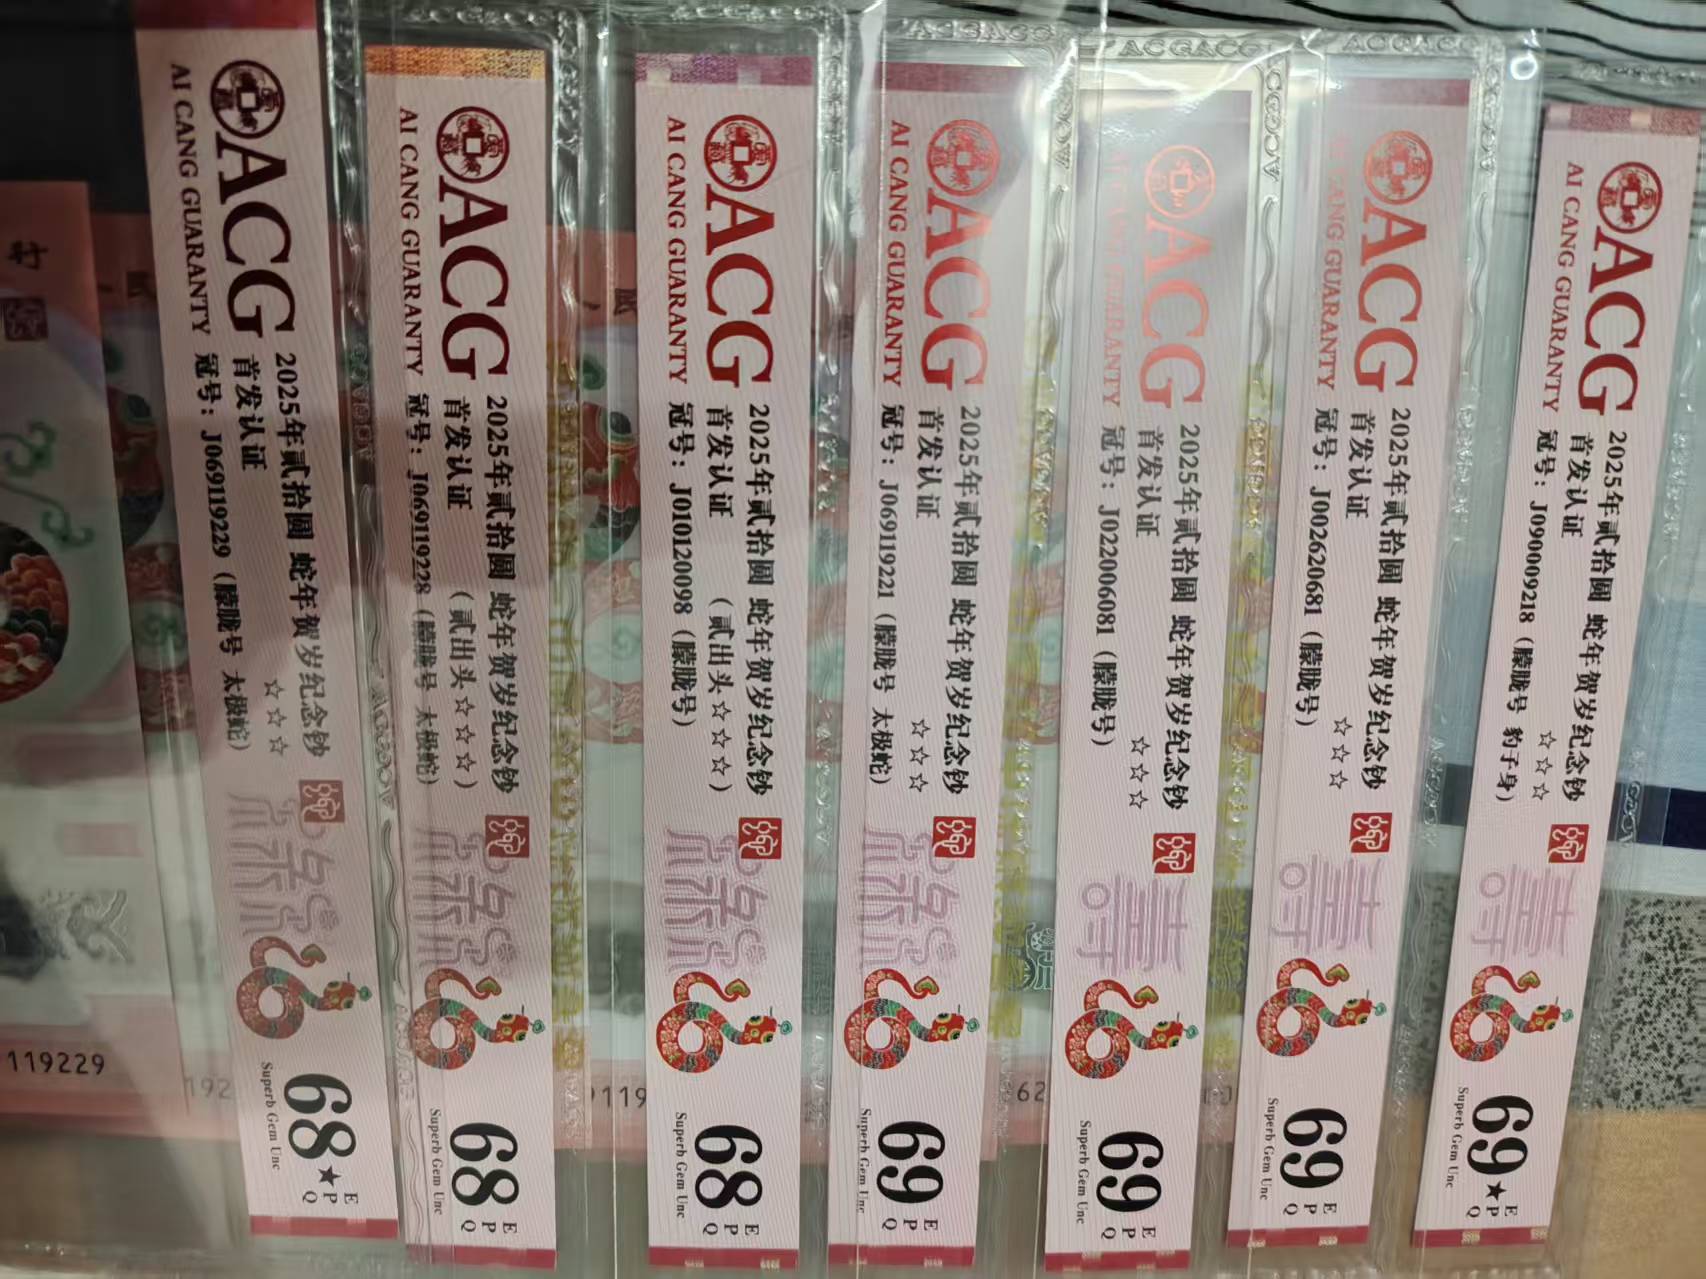 ACG
AI CANG GUARANTY
2025年贰拾圆 蛇年贺岁纪念钞
首发认证 ☆☆☆
冠号：J090009218（朦胧号 豹子身）
69★ EPQ
Superb Gem Unc
ACG
AI CANG GUARANTY
2025年贰拾圆 蛇年贺岁纪念钞
首发认证 ☆☆☆
冠号：J002620681（朦胧号）
69 EPQ
Superb Gem Unc
ACG
AI CANG GUARANTY
2025年贰拾圆 蛇年贺岁纪念钞
首发认证 ☆☆☆
冠号：J022006081（朦胧号）
69 EPQ
Superb Gem Unc
ACG
AI CANG GUARANTY
2025年贰拾圆 蛇年贺岁纪念钞
首发认证 ☆☆☆
冠号：J069119221（朦胧号 太极蛇）
69 EPQ
Superb Gem Unc
ACG
AI CANG GUARANTY
2025年贰拾圆 蛇年贺岁纪念钞
首发认证 （贰出头☆☆☆）
冠号：J010120098（朦胧号）
68 EPQ
Superb Gem Unc
ACG
AI CANG GUARANTY
2025年贰拾圆 蛇年贺岁纪念钞
首发认证 （贰出头☆☆☆）
冠号：J069119228（朦胧号 太极蛇）
68 EPQ
Superb Gem Unc
ACG
AI CANG GUARANTY
2025年贰拾圆 蛇年贺岁纪念钞
首发认证 ☆☆☆
冠号：J069119229（朦胧号 太极蛇）
68★ EPQ
Superb Gem Unc
119229